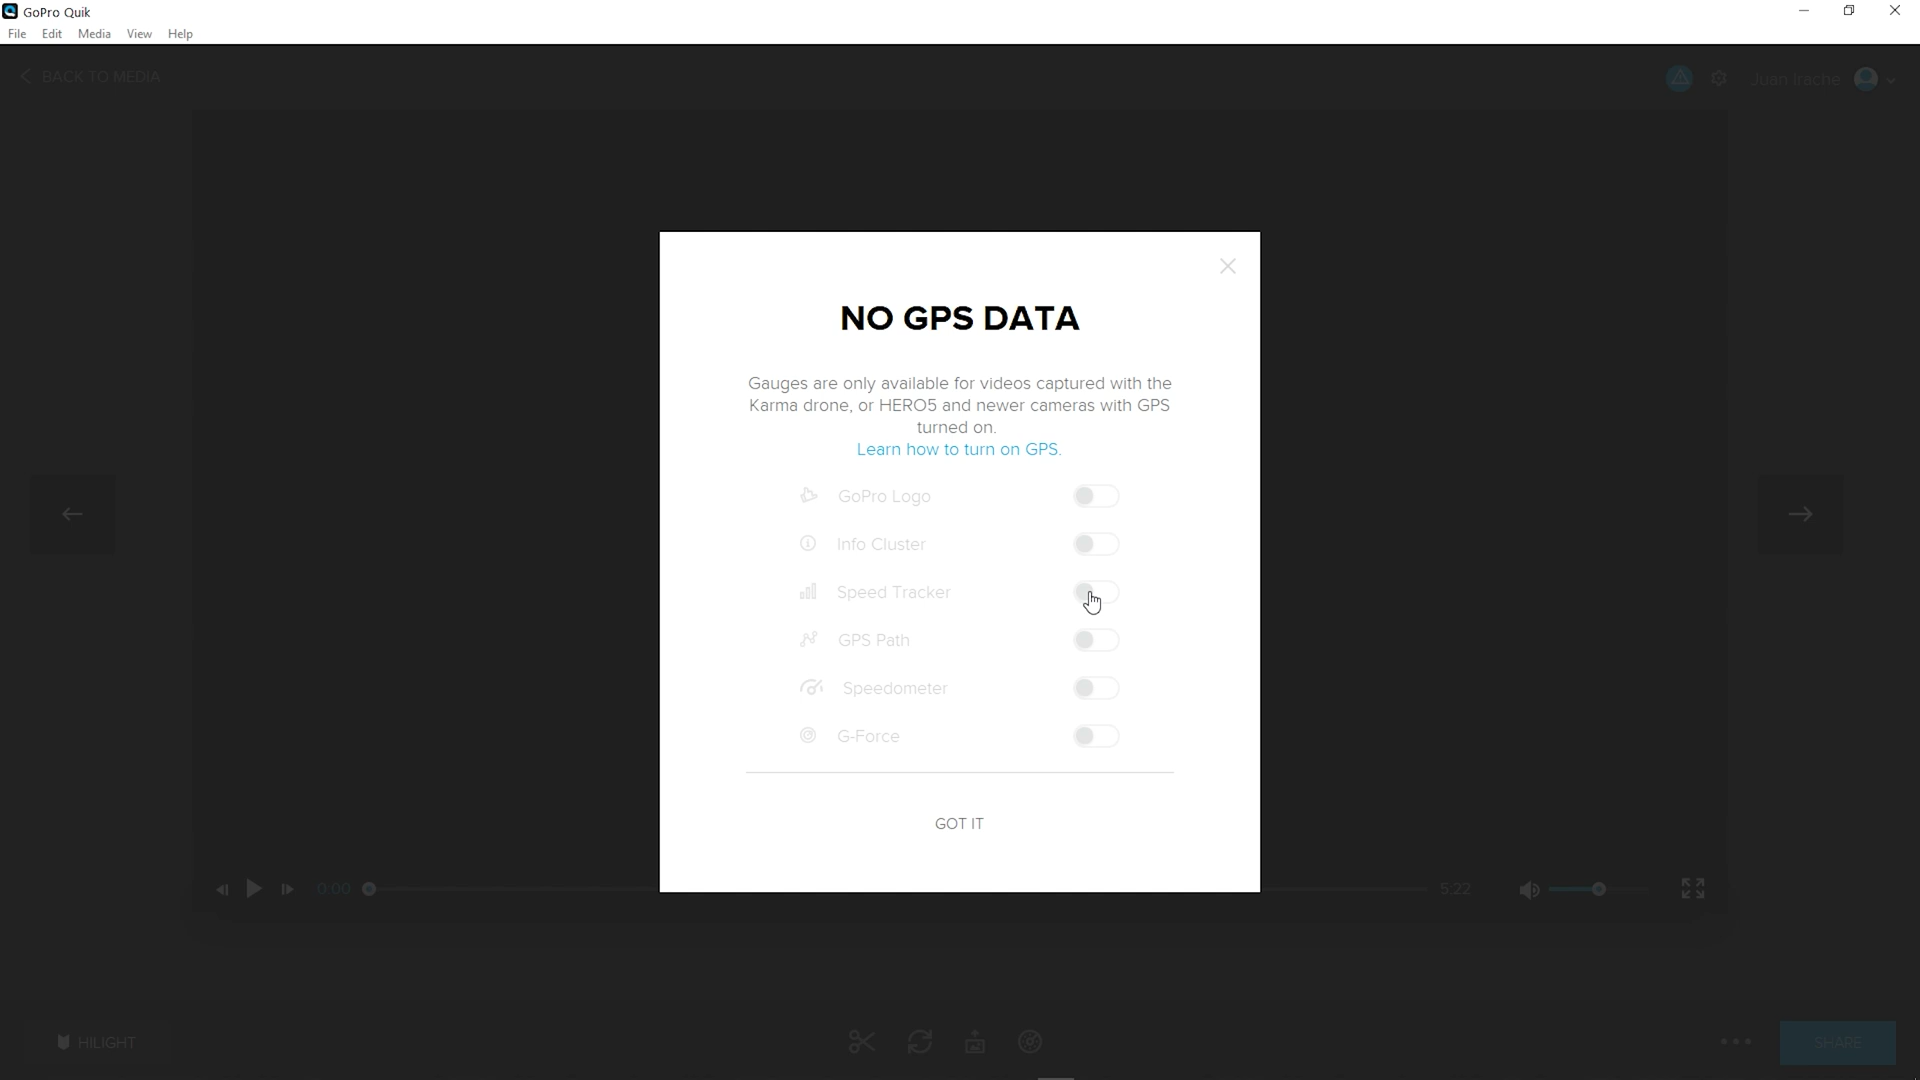 GoPro Quik
File Edit Media View Help
BACK TO MEDIA
Juan Irache
NO GPS DATA
Gauges are only available for videos captured with the
Karma drone, or HERO5 and newer cameras with GPS
turned on.
Learn how to turn on GPS.
GoPro Logo
Info Cluster
Speed Tracker
GPS Path
Speedometer
G-Force
GOT IT
0:00
5:22
HILIGHT
SHARE